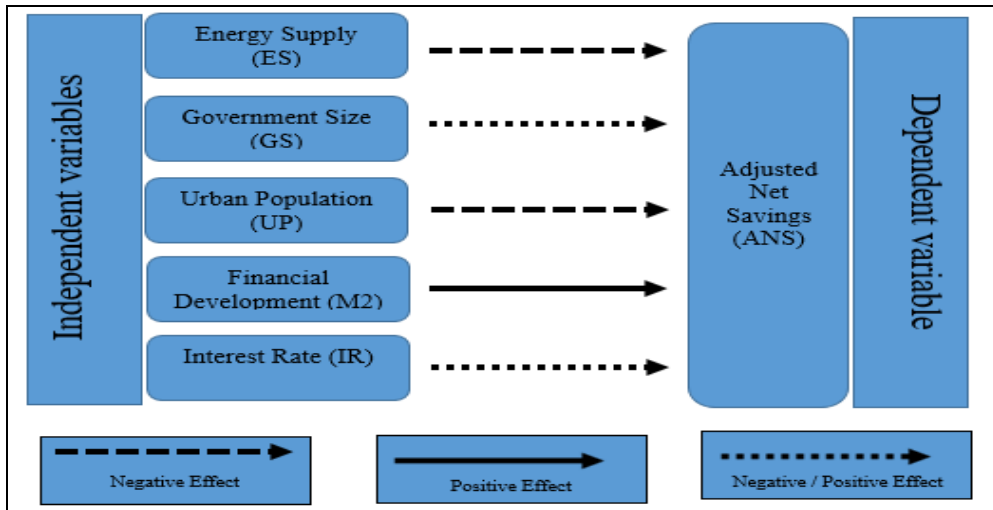 Independent variables
Energy Supply
(ES)
Government Size
(GS)
Urban Population
(UP)
Financial
Development (M2)
Interest Rate (IR)
Adjusted
Net
Savings
(ANS)
Dependent variable
Negative Effect
Positive Effect
Negative / Positive Effect